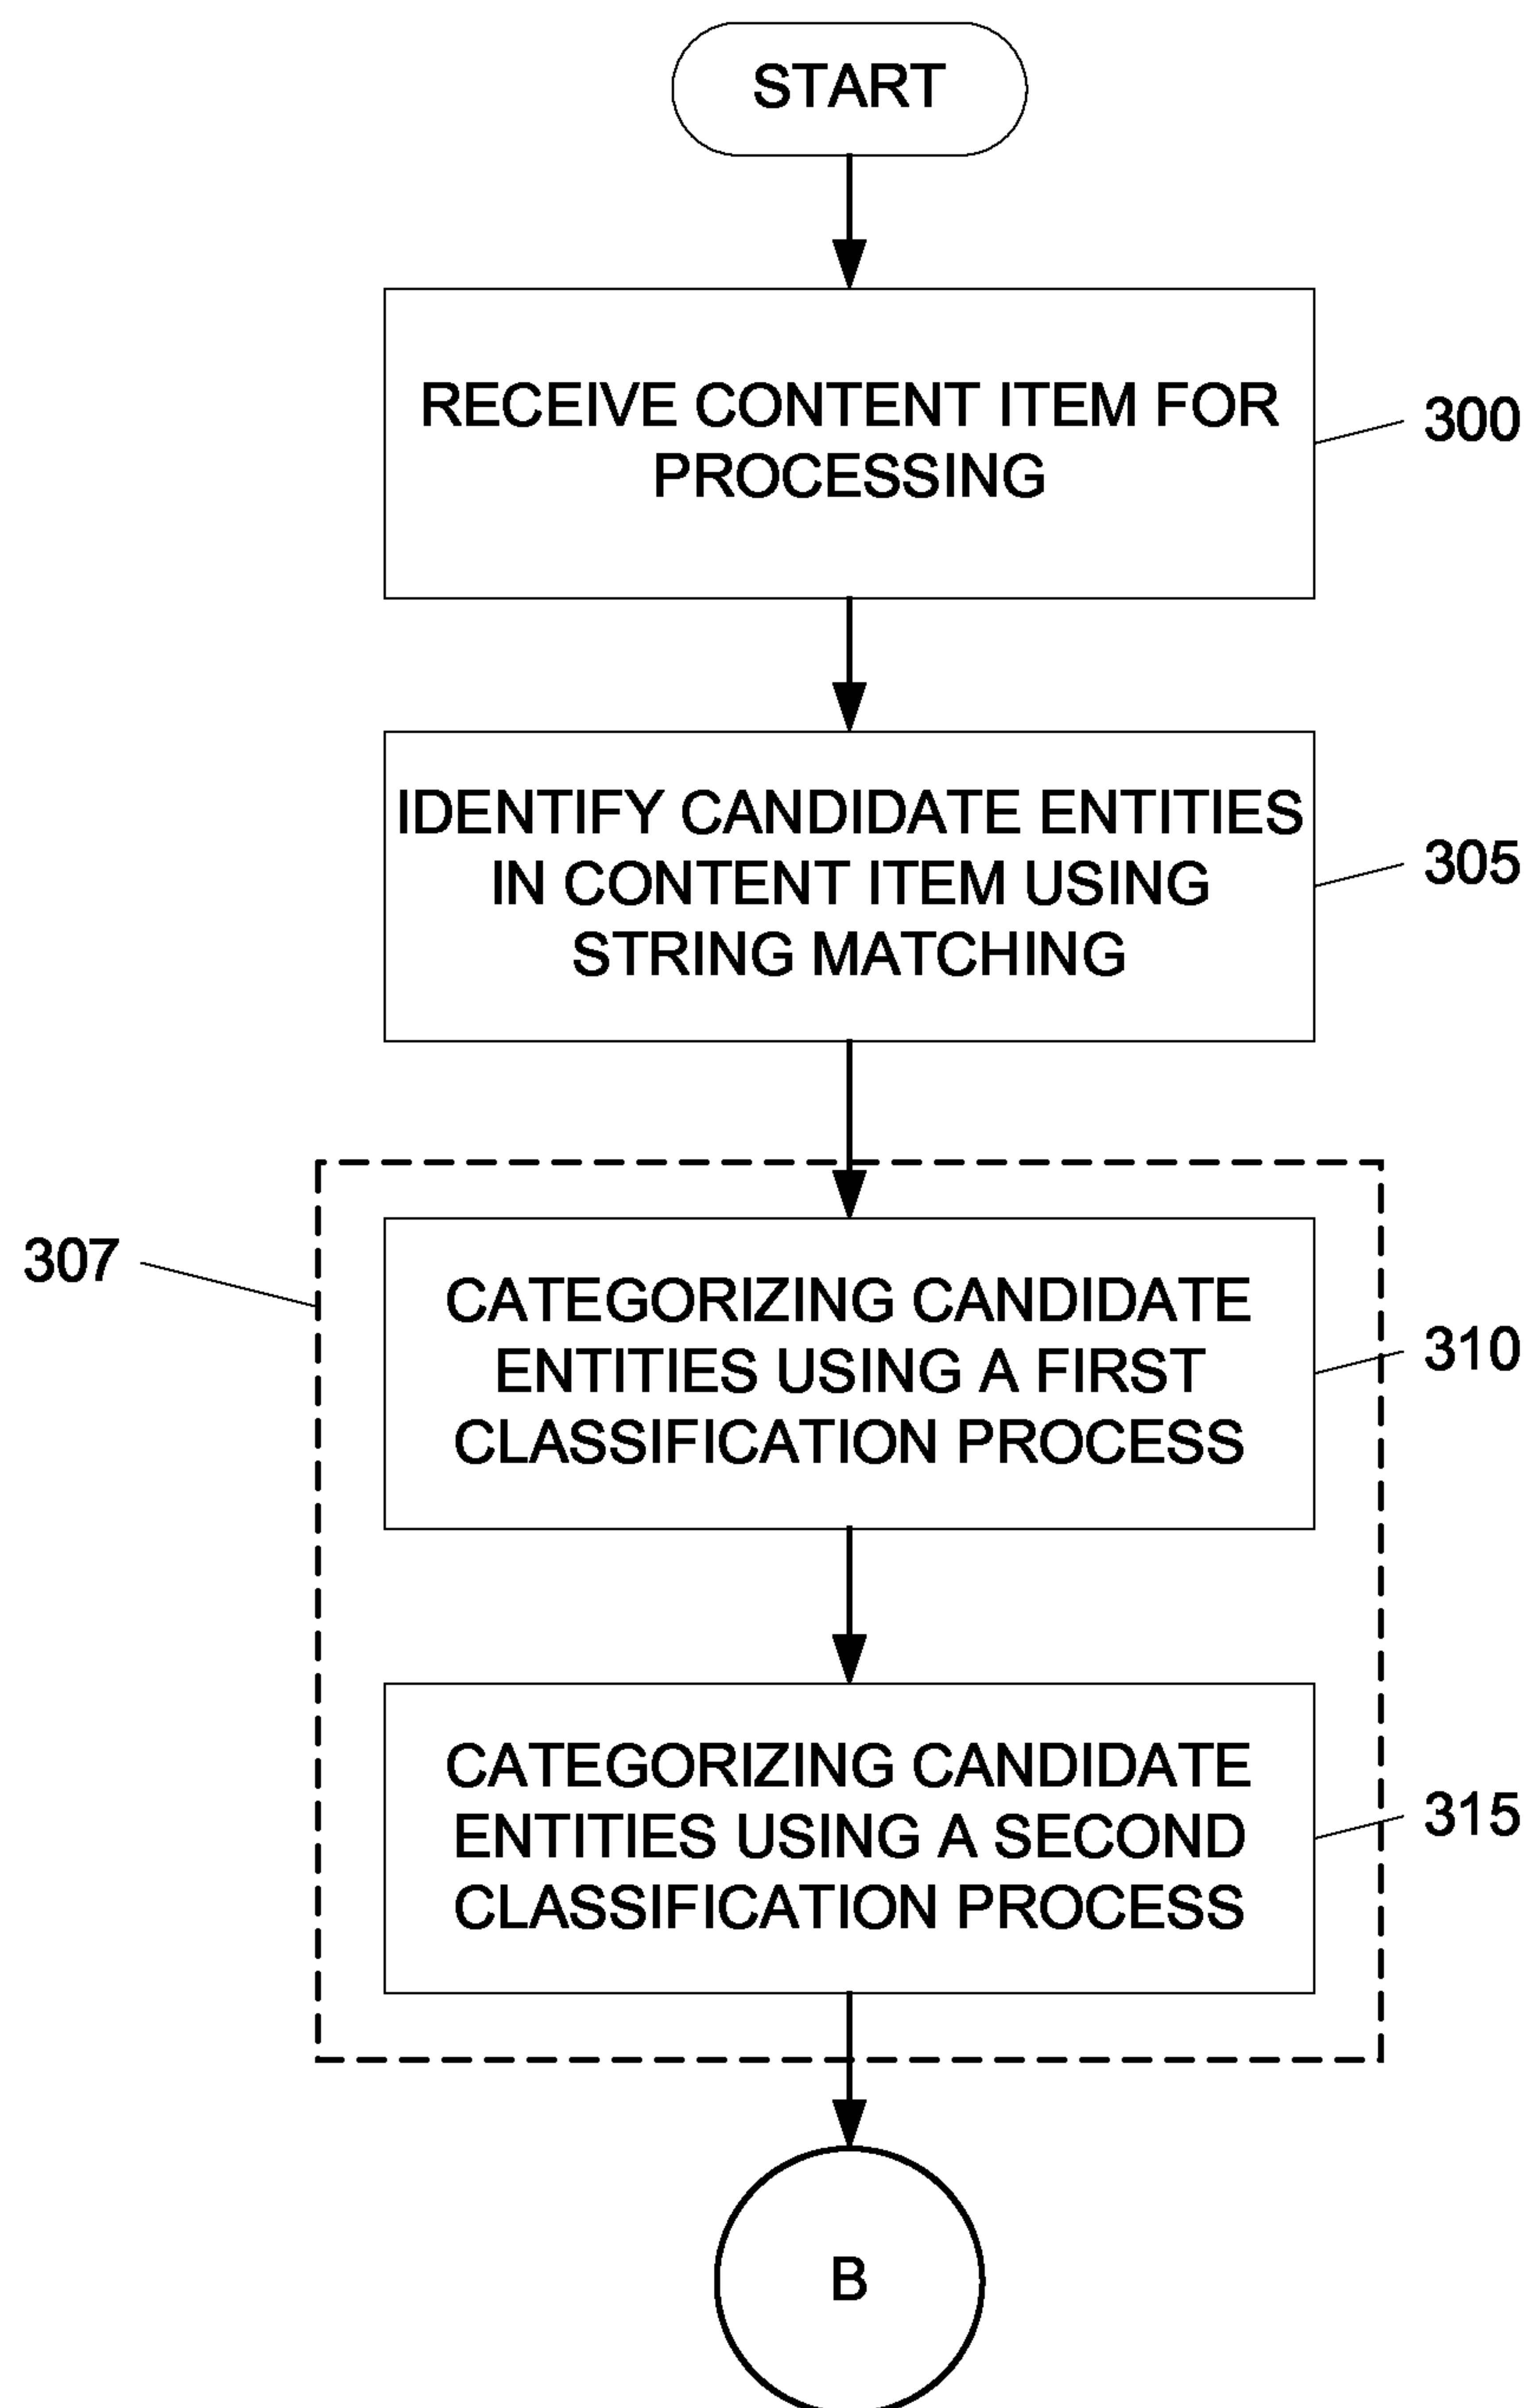 START
RECEIVE CONTENT ITEM FOR
PROCESSING
300
IDENTIFY CANDIDATE ENTITIES
IN CONTENT ITEM USING
STRING MATCHING
305
307
CATEGORIZING CANDIDATE
ENTITIES USING A FIRST
CLASSIFICATION PROCESS
310
CATEGORIZING CANDIDATE
ENTITIES USING A SECOND
CLASSIFICATION PROCESS
315
B